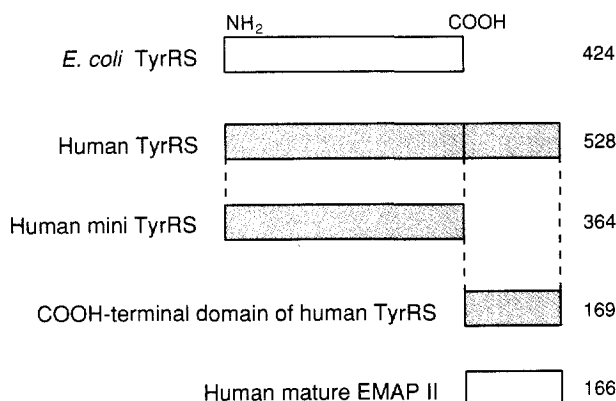 NH₂ COOH
E. coli TyrRS 424
Human TyrRS 528
Human mini TyrRS 364
COOH-terminal domain of human TyrRS 169
Human mature EMAP II 166